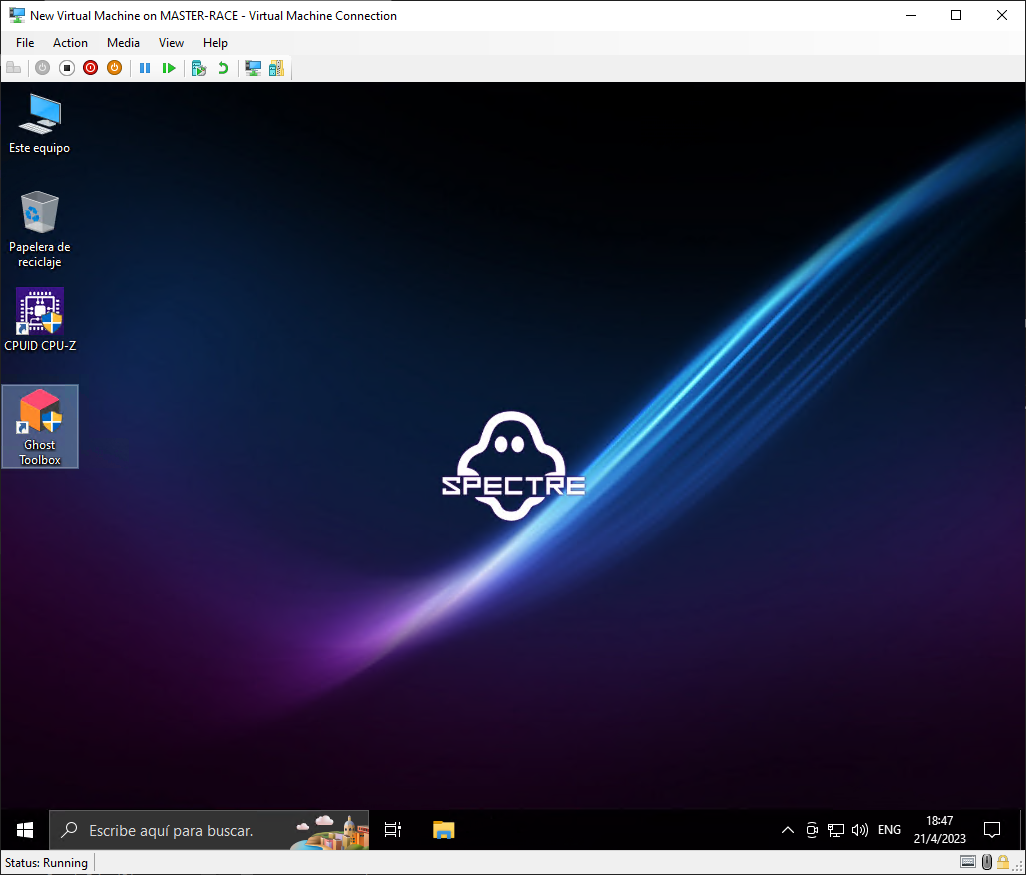 New Virtual Machine on MASTER-RACE - Virtual Machine Connection
File Action Media View Help
Este equipo
Papelera de
reciclaje
CPUID CPU-Z
Ghost
Toolbox
SPECTRE
Escribe aquí para buscar.
ENG
18:47
21/4/2023
Status: Running